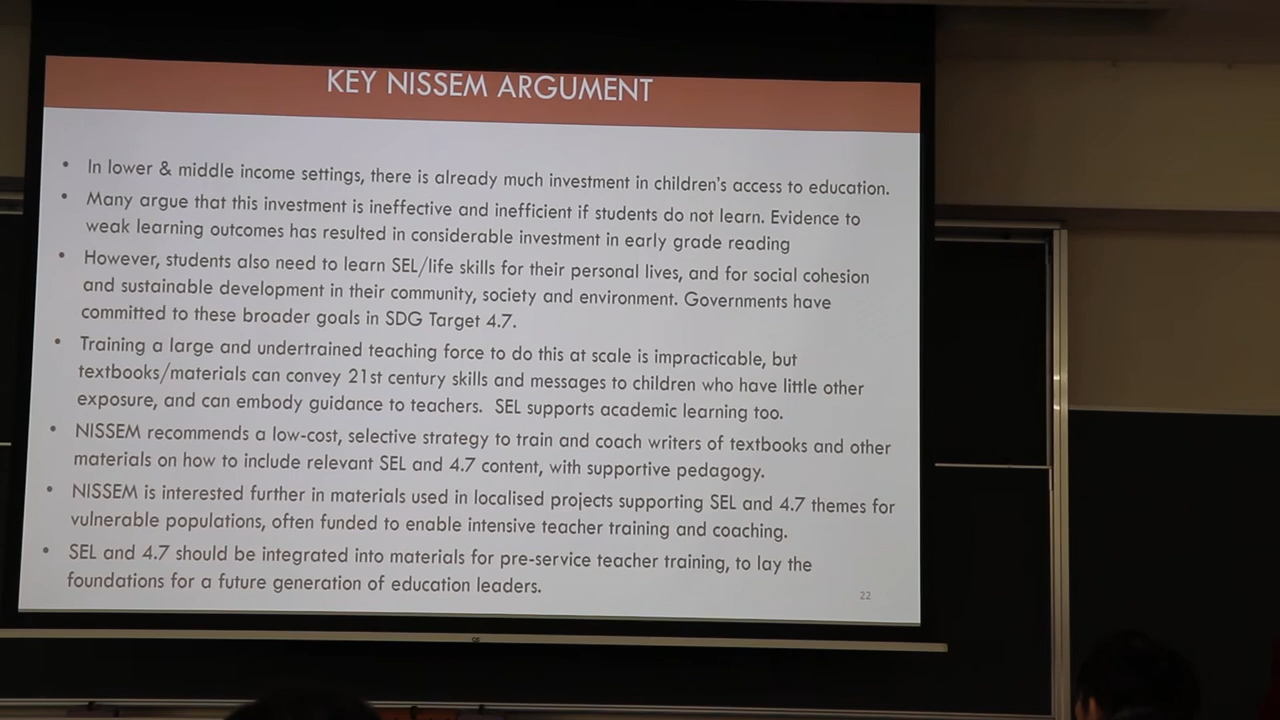 KEY NISSEM ARGUMENT
• In lower & middle income settings, there is already much investment in children's access to education.
• Many argue that this investment is ineffective and inefficient if students do not learn. Evidence to
weak learning outcomes has resulted in considerable investment in early grade reading
• However, students also need to learn SEL/life skills for their personal lives, and for social cohesion
and sustainable development in their community, society and environment. Governments have
committed to these broader goals in SDG Target 4.7.
• Training a large and undertrained teaching force to do this at scale is impracticable, but
textbooks/materials can convey 21st century skills and messages to children who have little other
exposure, and can embody guidance to teachers. SEL supports academic learning too.
• NISSEM recommends a low-cost, selective strategy to train and coach writers of textbooks and other
materials on how to include relevant SEL and 4.7 content, with supportive pedagogy.
• NISSEM is interested further in materials used in localised projects supporting SEL and 4.7 themes for
vulnerable populations, often funded to enable intensive teacher training and coaching.
• SEL and 4.7 should be integrated into materials for pre-service teacher training, to lay the
foundations for a future generation of education leaders.
22